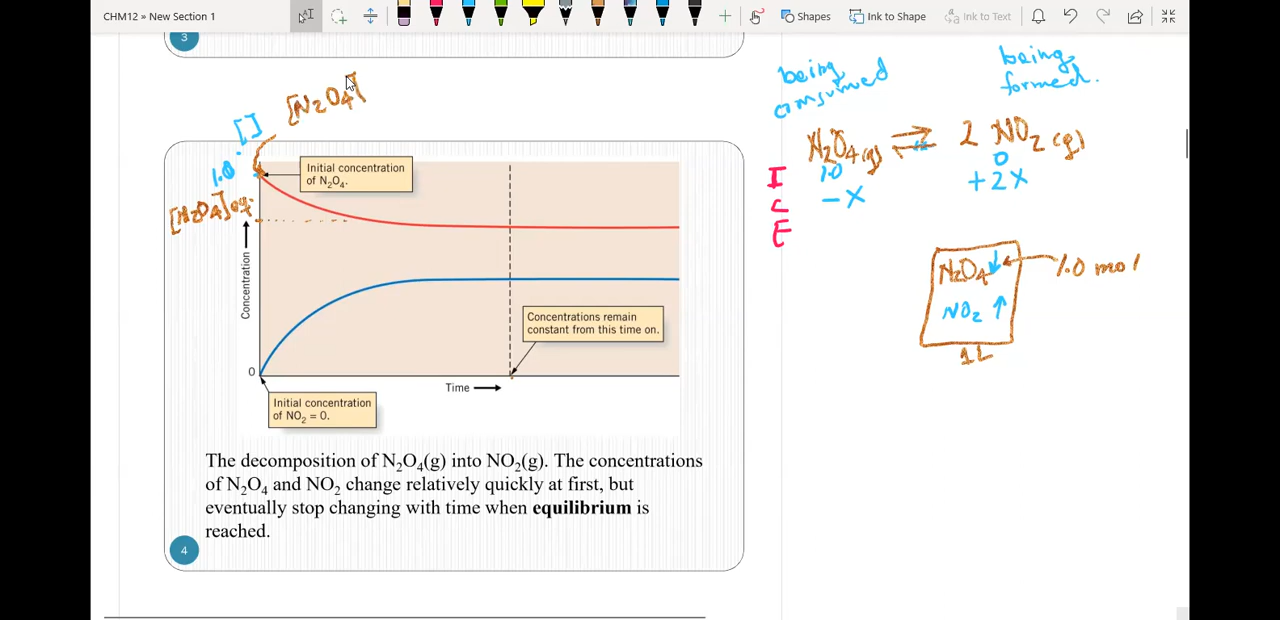 CHM12 » New Section 1
Shapes
Ink to Shape
Ink to Text
3
[N2O4]
[ ]
1.0
[N2O4]eq
Initial concentration
of N2O4.
Concentration
Concentrations remain
constant from this time on.
0
Time
Initial concentration
of NO2 = 0.
The decomposition of N2O4(g) into NO2(g). The concentrations
of N2O4 and NO2 change relatively quickly at first, but
eventually stop changing with time when equilibrium is
reached.
4
being
consumed
being
formed.
N2O4(g) ⇌ 2 NO2(g)
I 1.0 0
C -x +2x
E
N2O4 ↓ ← 1.0 mol
NO2 ↑
1L